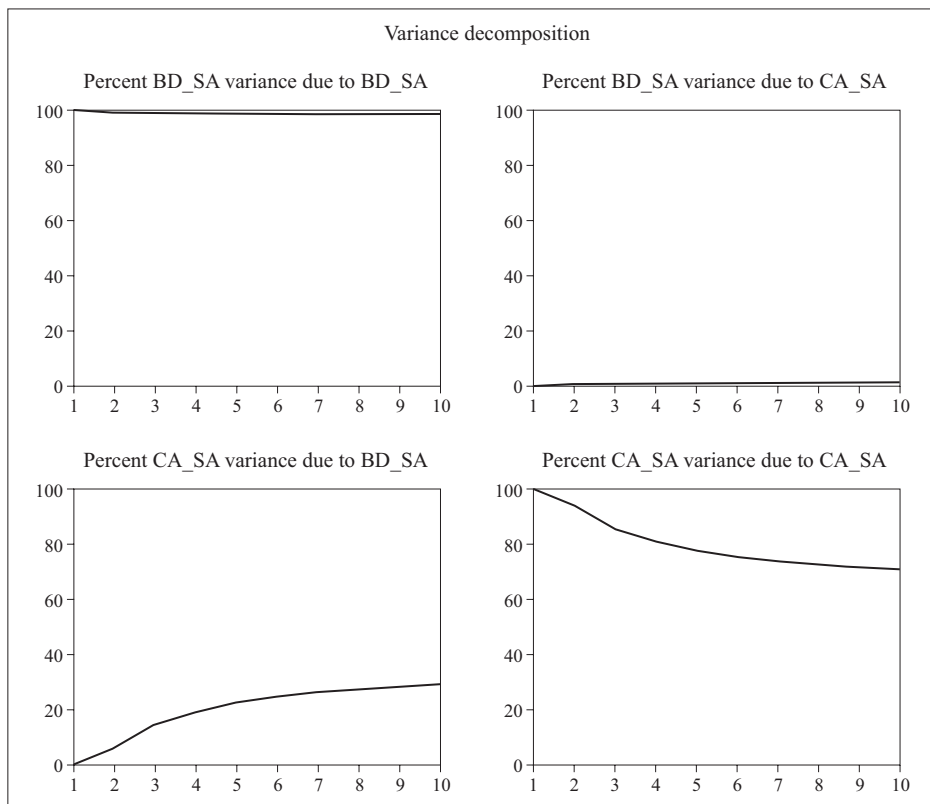 Variance decomposition
Percent BD_SA variance due to BD_SA
100
80
60
40
20
0
1 2 3 4 5 6 7 8 9 10
Percent BD_SA variance due to CA_SA
100
80
60
40
20
0
1 2 3 4 5 6 7 8 9 10
Percent CA_SA variance due to BD_SA
100
80
60
40
20
0
1 2 3 4 5 6 7 8 9 10
Percent CA_SA variance due to CA_SA
100
80
60
40
20
0
1 2 3 4 5 6 7 8 9 10